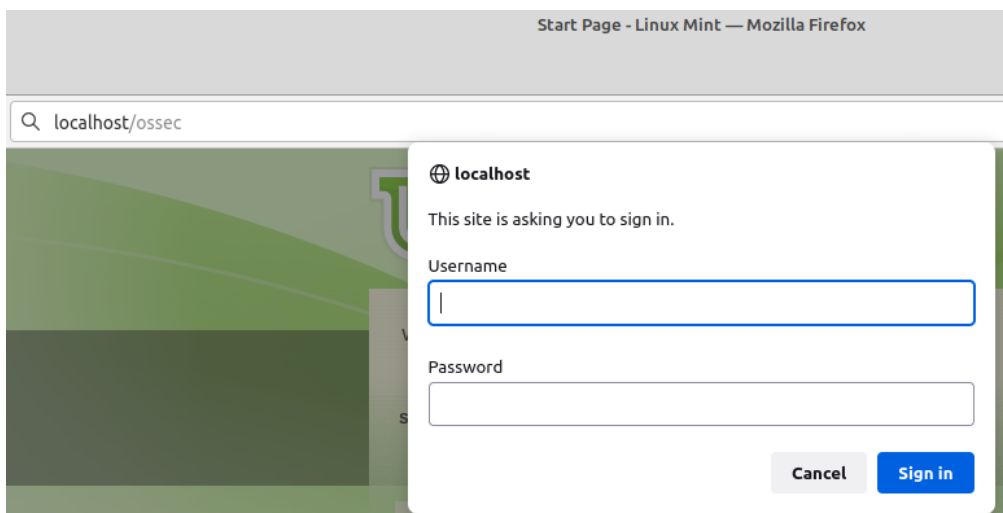 Start Page - Linux Mint — Mozilla Firefox
localhost/ossec
localhost
This site is asking you to sign in.
Username
Password
Cancel Sign in